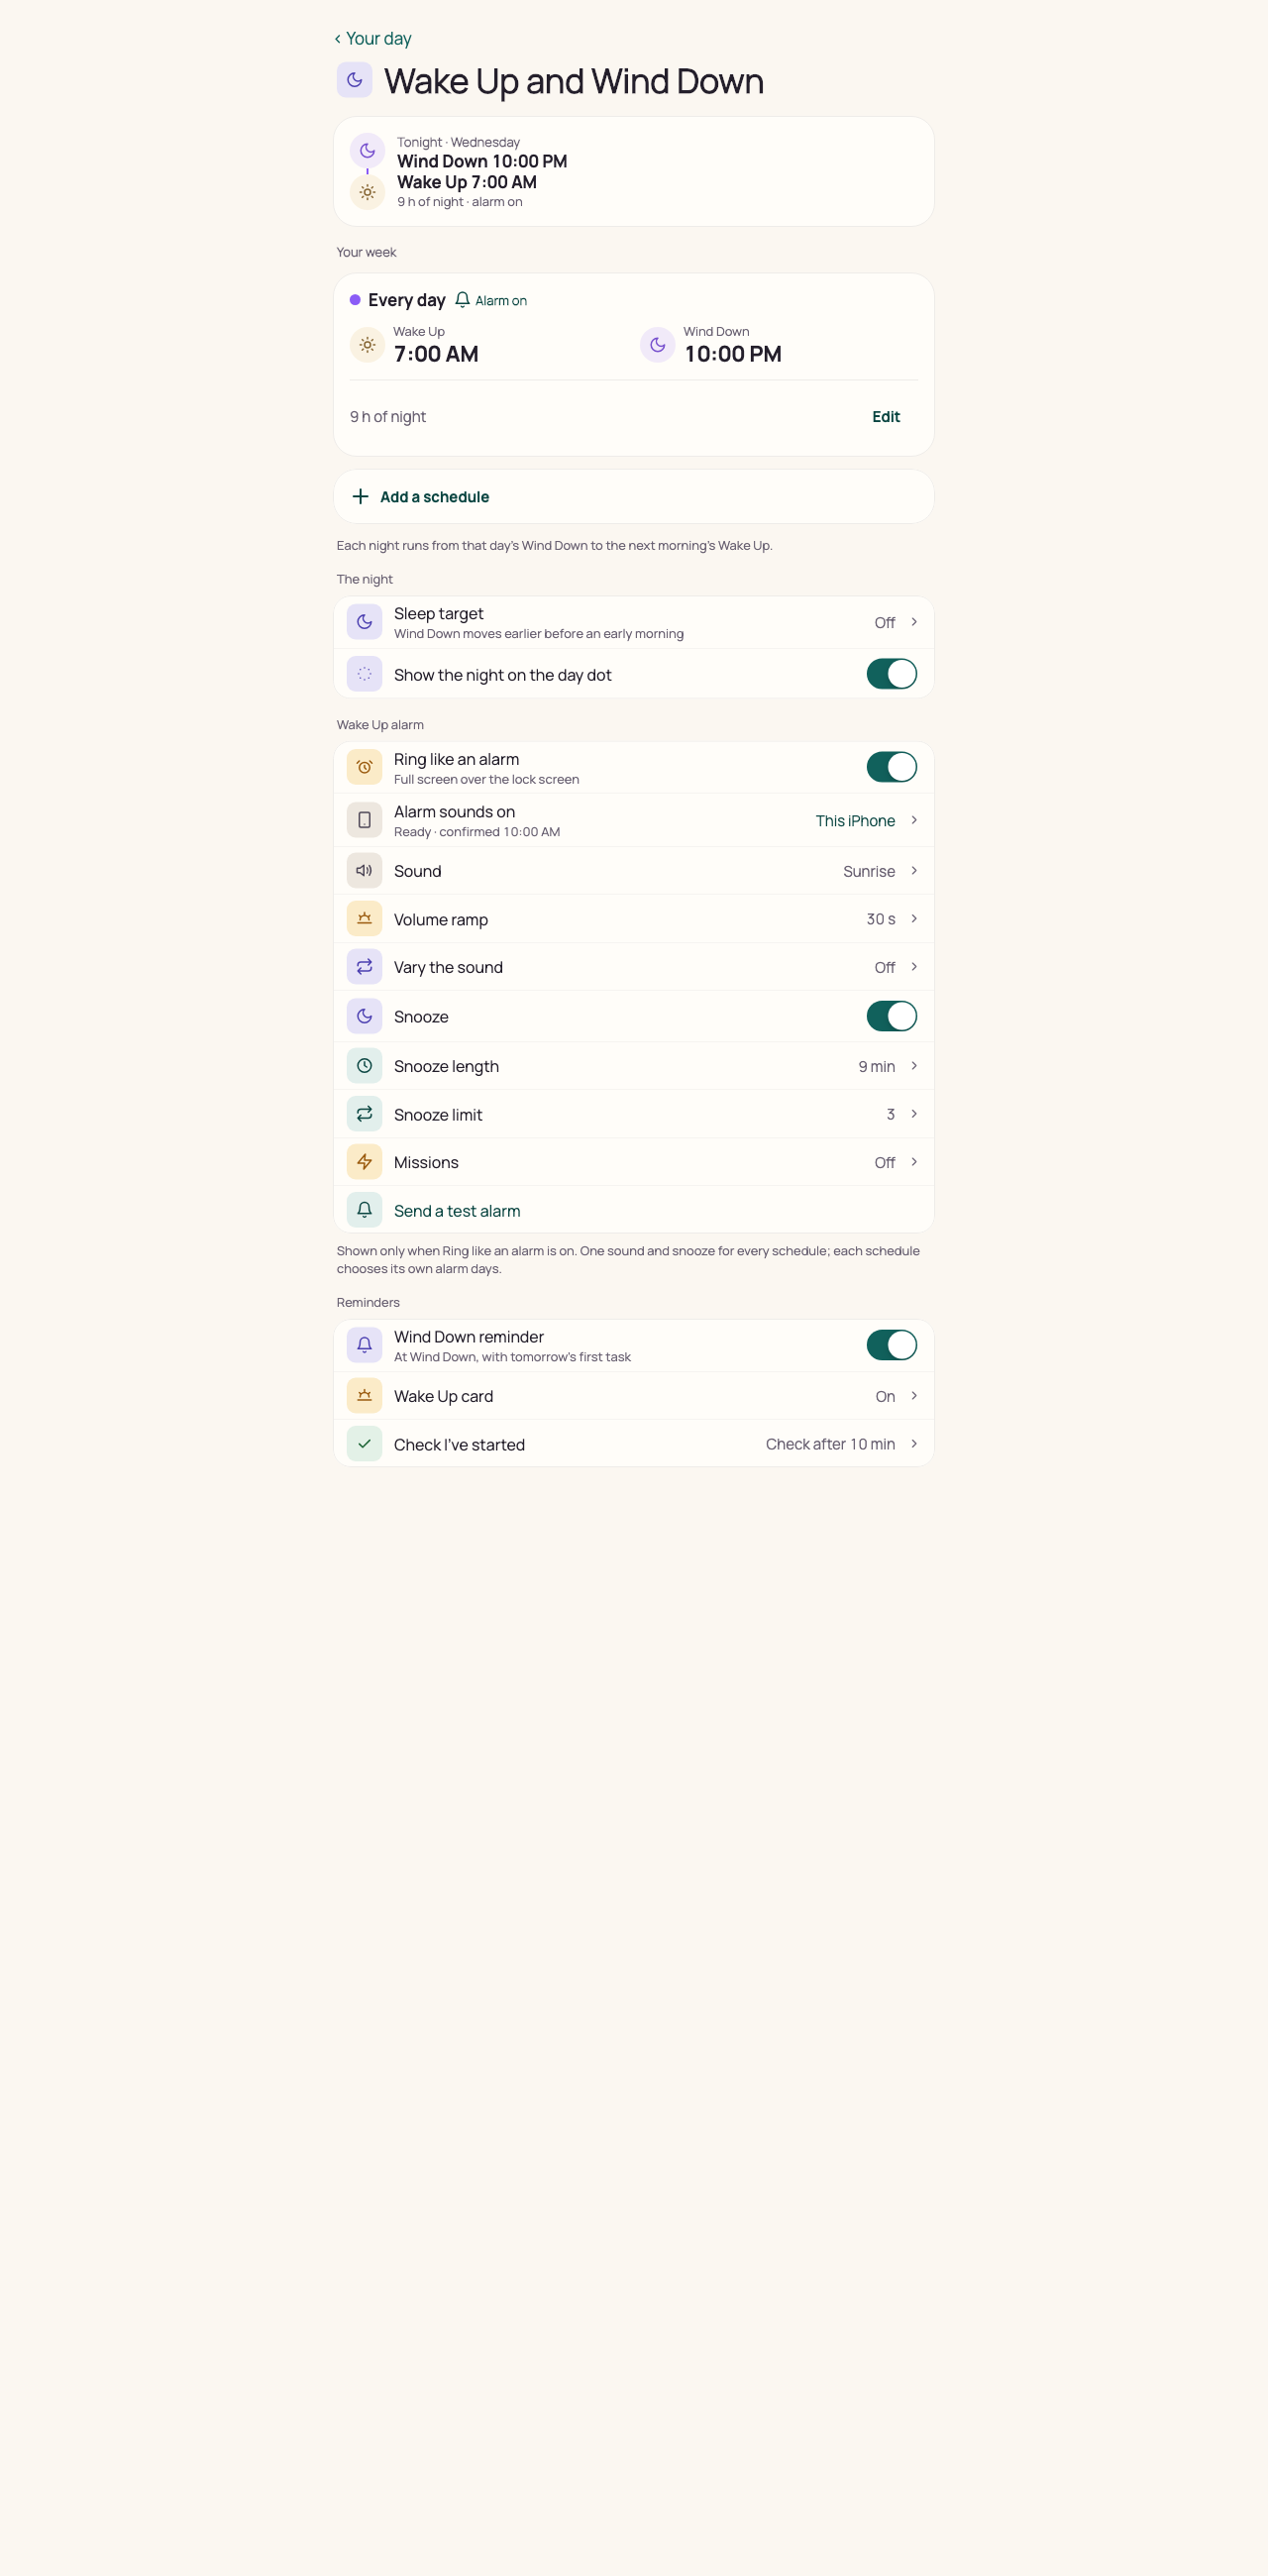 ‹ Your day
Wake Up and Wind Down
Tonight · Wednesday
Wind Down 10:00 PM
Wake Up 7:00 AM
9 h of night · alarm on
Your week
Every day Alarm on
Wake Up
7:00 AM
Wind Down
10:00 PM
9 h of night
Edit
Add a schedule
Each night runs from that day's Wind Down to the next morning's Wake Up.
The night
Sleep target
Wind Down moves earlier before an early morning
Off
Show the night on the day dot
Wake Up alarm
Ring like an alarm
Full screen over the lock screen
Alarm sounds on
Ready · confirmed 10:00 AM
This iPhone
Sound
Sunrise
Volume ramp
30 s
Vary the sound
Off
Snooze
Snooze length
9 min
Snooze limit
3
Missions
Off
Send a test alarm
Shown only when Ring like an alarm is on. One sound and snooze for every schedule; each schedule
chooses its own alarm days.
Reminders
Wind Down reminder
At Wind Down, with tomorrow's first task
Wake Up card
On
Check I've started
Check after 10 min